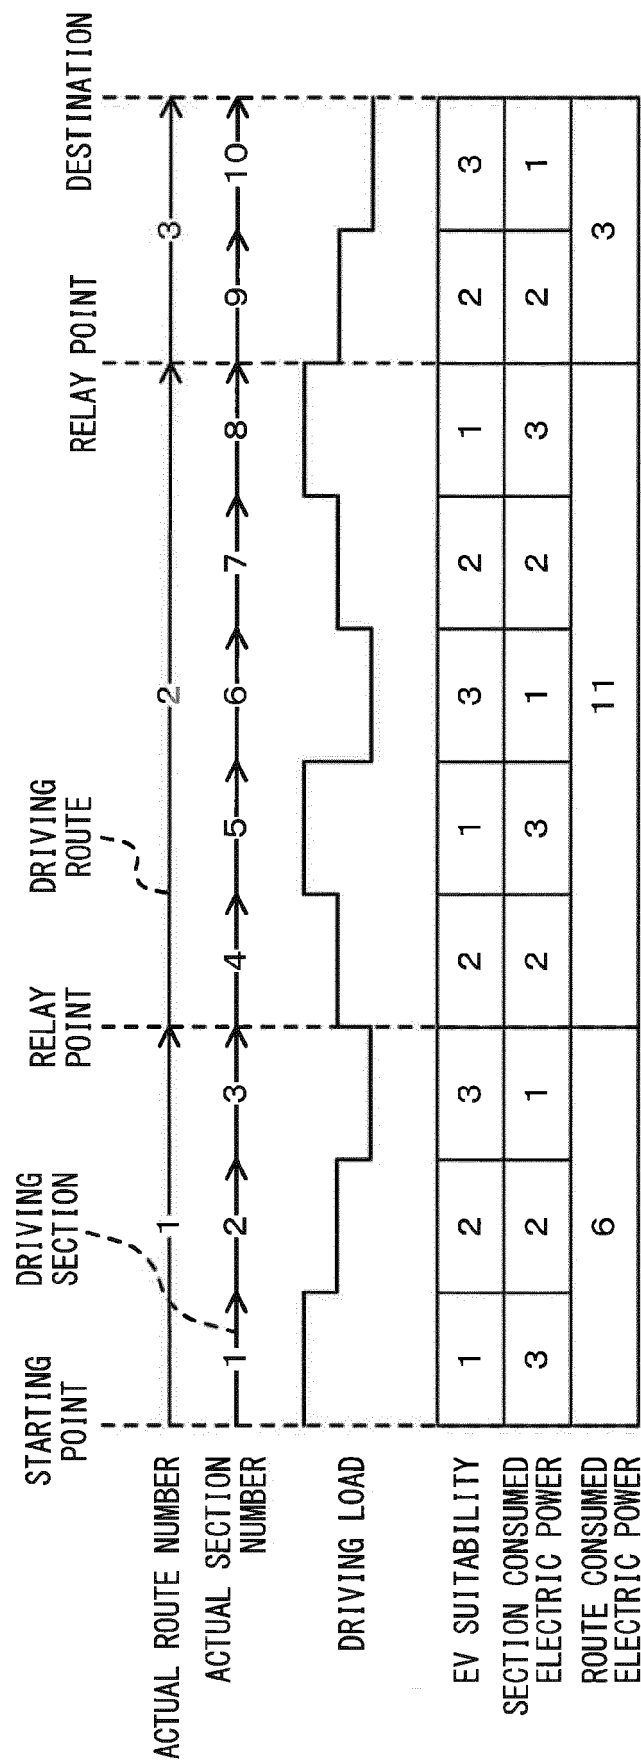 STARTING
POINT
DRIVING
SECTION
RELAY
POINT
DRIVING
ROUTE
RELAY POINT
DESTINATION
ACTUAL ROUTE NUMBER
1 2 3
ACTUAL SECTION
NUMBER
1 2 3 4 5 6 7 8 9 10
DRIVING LOAD
EV SUITABILITY
1 2 3 2 1 3 2 1 2 3
SECTION CONSUMED
ELECTRIC POWER
3 2 1 2 3 1 2 3 2 1
ROUTE CONSUMED
ELECTRIC POWER
6 11 3